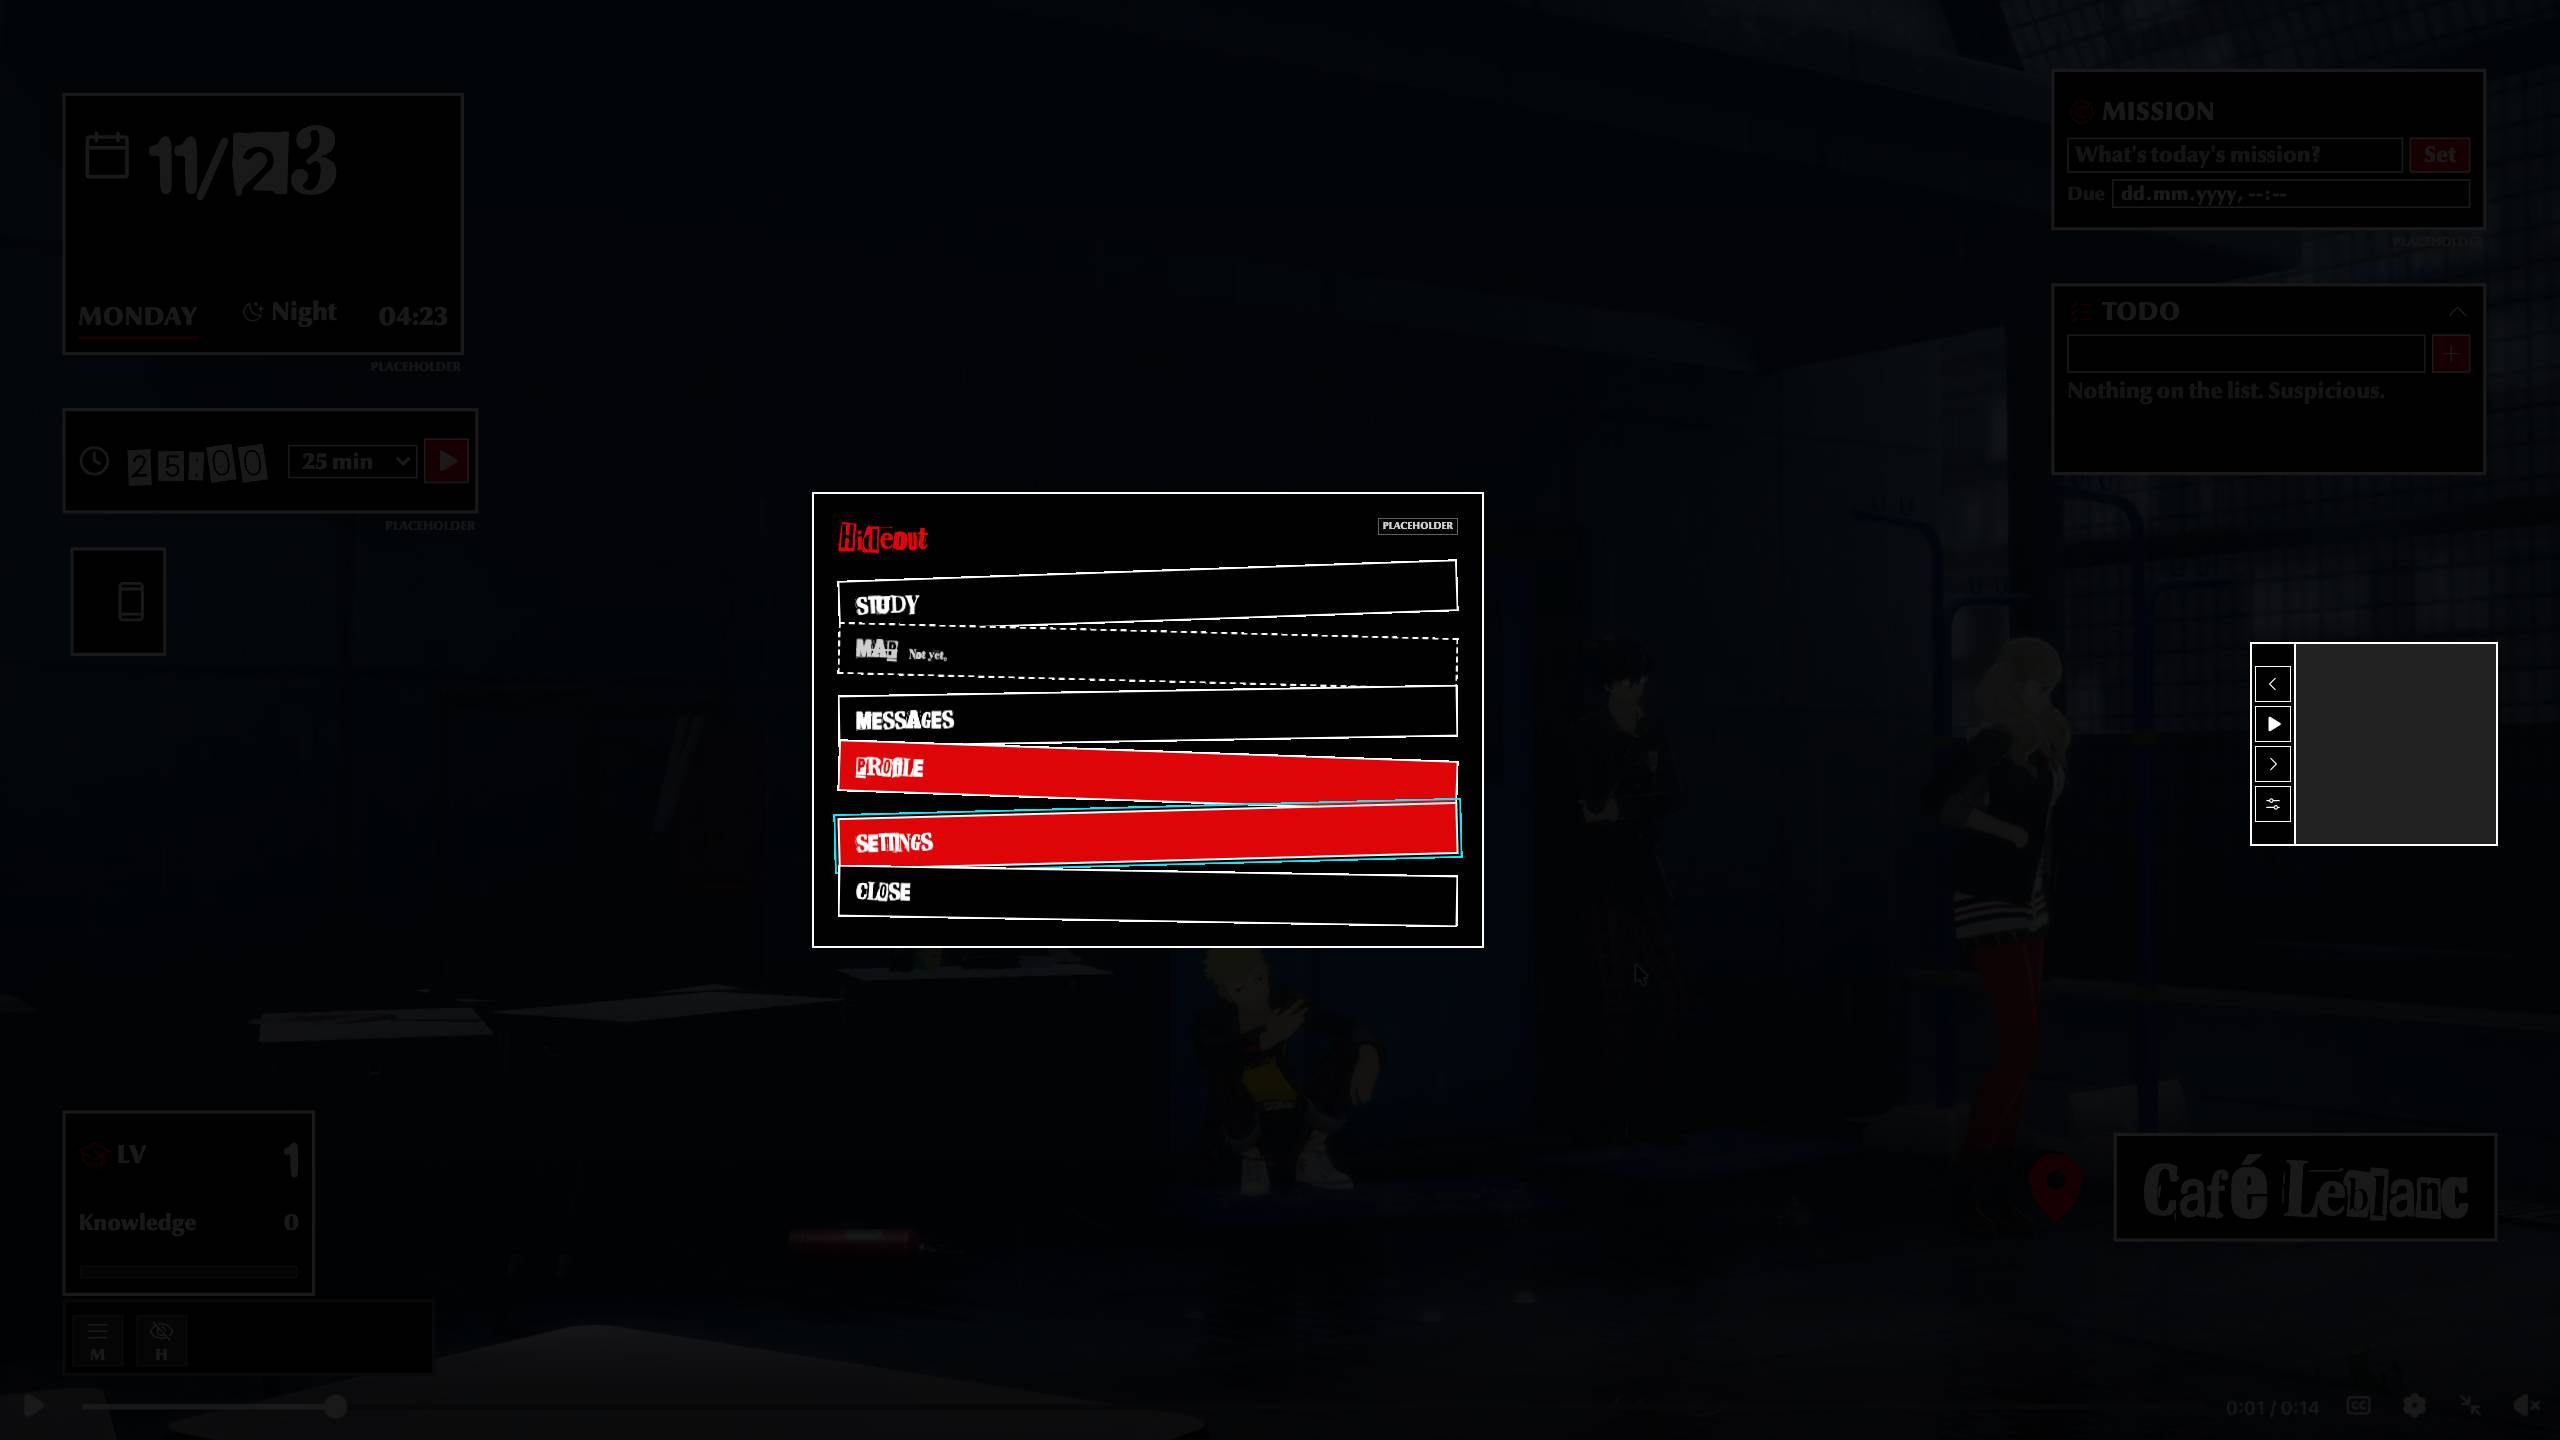 11/23
MONDAY
Night
04:23
PLACEHOLDER
25:00
25 min
PLACEHOLDER
MISSION
What's today's mission?
Set
Due
dd.mm.yyyy, --:--
PLACEHOLDER
TODO
Nothing on the list. Suspicious.
Hideout
PLACEHOLDER
STUDY
MAP
Not yet.
MESSAGES
PROfILE
SETTINGS
CLOSE
LV
1
Knowledge
0
M
H
Café Leblanc
0:01 / 0:14
CC